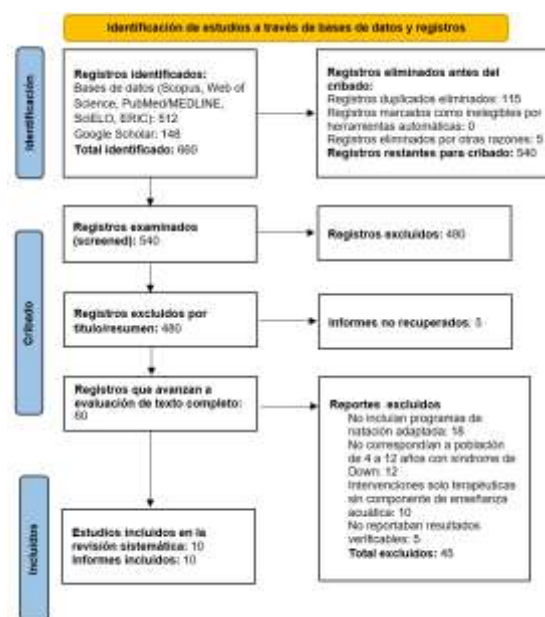 Identificación de estudios a través de bases de datos y registros
Identificación
Registros identificados:
Bases de datos (Scopus, Web of
Science, PubMed/MEDLINE,
SciELO, ERIC): 512
Google Scholar: 148
Total identificado: 660
Registros eliminados antes del
cribado:
Registros duplicados eliminados: 115
Registros marcados como inelegibles por
herramientas automáticas: 0
Registros eliminados por otras razones: 5
Registros restantes para cribado: 540
Cribado
Registros examinados
(screened): 540
Registros excluidos: 480
Registros excluidos por
título/resumen: 480
Informes no recuperados: 5
Registros que avanzan a
evaluación de texto completo:
60
Reportes excluidos
No incluían programas de
natación adaptada: 18
No correspondían a población
de 4 a 12 años con síndrome de
Down: 12
Intervenciones solo terapéuticas
sin componente de enseñanza
acuática: 10
No reportaban resultados
verificables: 5
Total excluidos: 45
Incluidos
Estudios incluidos en la
revisión sistemática: 10
Informes incluidos: 10